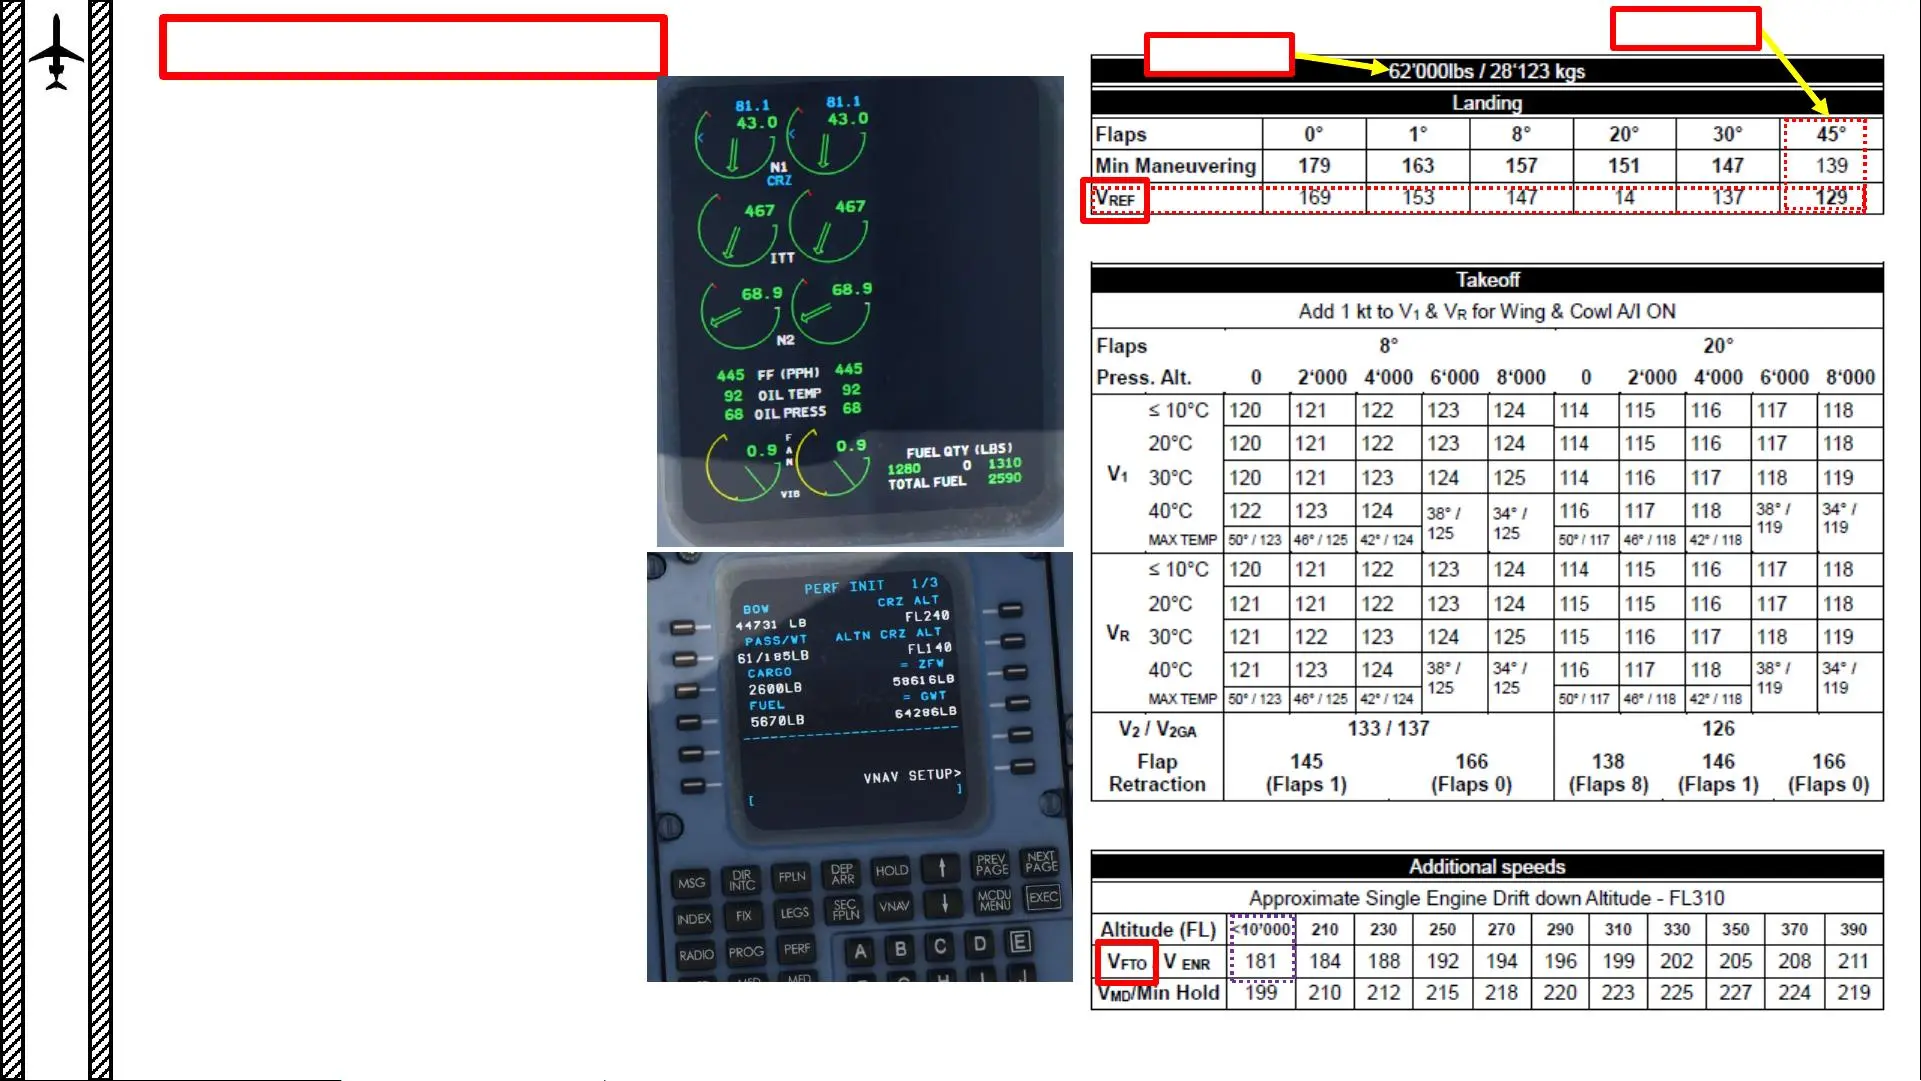 81.1 81.1
43.0 43.0
N1
CRZ
467 467
ITT
68.9 68.9
N2
445 FF (PPH) 445
92 OIL TEMP 92
68 OIL PRESS 68
0.9 FAN 0.9
VIB
FUEL QTY (LBS)
1280 0 1310
TOTAL FUEL 2590
PERF INIT 1/3
BOW CRZ ALT
44731 LB FL240
PASS/WT ALTN CRZ ALT
61/185LB FL140
CARGO = ZFW
2600LB 58616LB
FUEL = GWT
5670LB 64286LB
VNAV SETUP>
[ ]
MSG DIR INTC FPLN DEP ARR HOLD ↑ PREV PAGE NEXT PAGE
INDEX FIX LEGS SEC FPLN VNAV ↓ MCDU MENU EXEC
RADIO PROG PERF A B C D E
62'000lbs / 28'123 kgs
Landing
Flaps 0° 1° 8° 20° 30° 45°
Min Maneuvering 179 163 157 151 147 139
VREF 169 153 147 14 137 129
Takeoff
Add 1 kt to V1 & VR for Wing & Cowl A/I ON
Flaps 8° 20°
Press. Alt. 0 2'000 4'000 6'000 8'000 0 2'000 4'000 6'000 8'000
V1
≤ 10°C 120 121 122 123 124 114 115 116 117 118
20°C 120 121 122 123 124 114 115 116 117 118
30°C 120 121 123 124 125 114 116 117 118 119
40°C 122 123 124 38° / 125 34° / 125 116 117 118 38° / 119 34° / 119
MAX TEMP 50° / 123 46° / 125 42° / 124 50° / 117 46° / 118 42° / 118
VR
≤ 10°C 120 121 122 123 124 114 115 116 117 118
20°C 121 121 122 123 124 115 115 116 117 118
30°C 121 122 123 124 125 115 116 117 118 119
40°C 121 123 124 38° / 125 34° / 125 116 117 118 38° / 119 34° / 119
MAX TEMP 50° / 123 46° / 125 42° / 124 50° / 117 46° / 118 42° / 118
V2 / V2GA 133 / 137 126
Flap Retraction 145 (Flaps 1) 166 (Flaps 0) 138 (Flaps 8) 146 (Flaps 1) 166 (Flaps 0)
Additional speeds
Approximate Single Engine Drift down Altitude - FL310
Altitude (FL) <10'000 210 230 250 270 290 310 330 350 370 390
VFTO V ENR 181 184 188 192 194 196 199 202 205 208 211
VMD/Min Hold 199 210 212 215 218 220 223 225 227 224 219